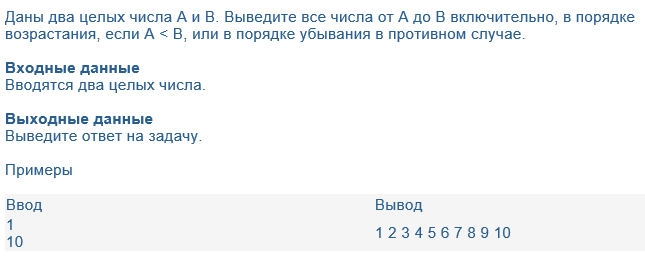 Даны два целых числа A и В. Выведите все числа от A до B включительно, в порядке
возрастания, если A < B, или в порядке убывания в противном случае.
Входные данные
Вводятся два целых числа.
Выходные данные
Выведите ответ на задачу.
Примеры
Ввод Вывод
1
10
1 2 3 4 5 6 7 8 9 10